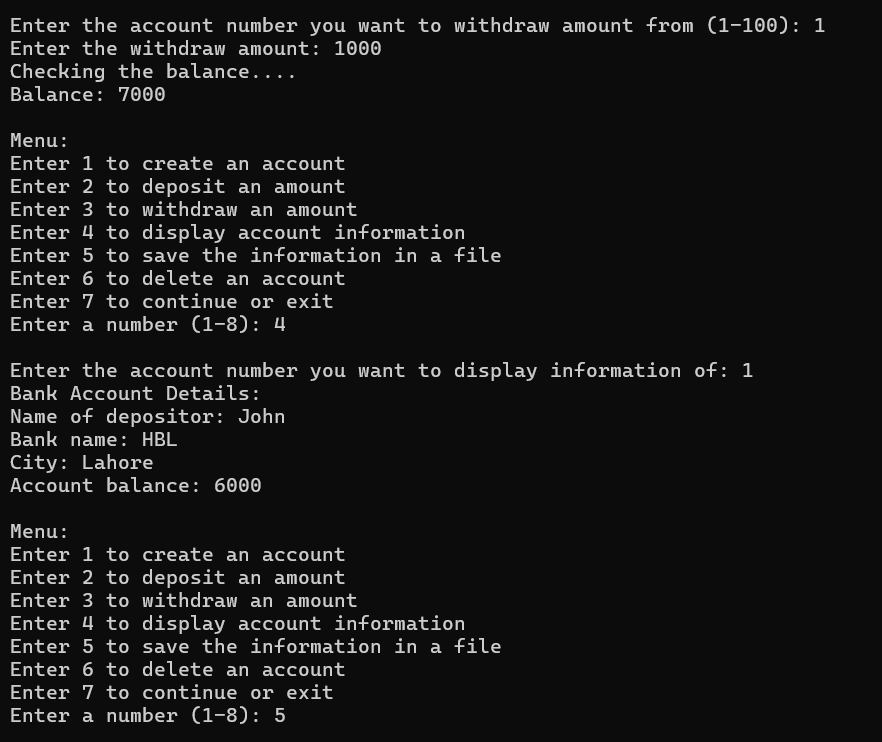 Enter the account number you want to withdraw amount from (1-100): 1
Enter the withdraw amount: 1000
Checking the balance....
Balance: 7000
Menu:
Enter 1 to create an account
Enter 2 to deposit an amount
Enter 3 to withdraw an amount
Enter 4 to display account information
Enter 5 to save the information in a file
Enter 6 to delete an account
Enter 7 to continue or exit
Enter a number (1-8): 4
Enter the account number you want to display information of: 1
Bank Account Details:
Name of depositor: John
Bank name: HBL
City: Lahore
Account balance: 6000
Menu:
Enter 1 to create an account
Enter 2 to deposit an amount
Enter 3 to withdraw an amount
Enter 4 to display account information
Enter 5 to save the information in a file
Enter 6 to delete an account
Enter 7 to continue or exit
Enter a number (1-8): 5